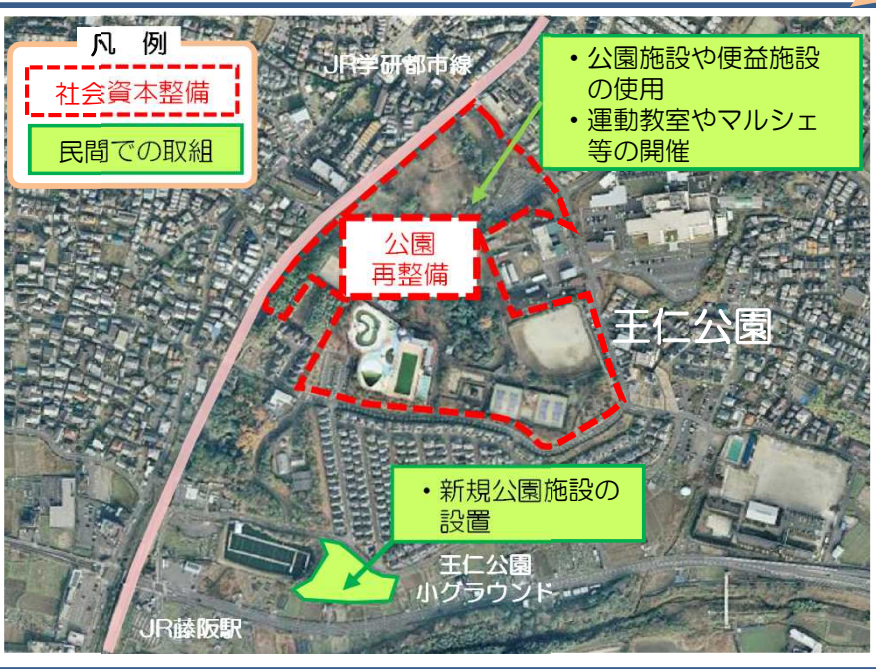 凡 例
社会資本整備
民間での取組
JR学研都市線
・公園施設や便益施設
の使用
・運動教室やマルシェ
等の開催
公園
再整備
王仁公園
・新規公園施設の
設置
王仁公園
小グラウンド
JR藤阪駅